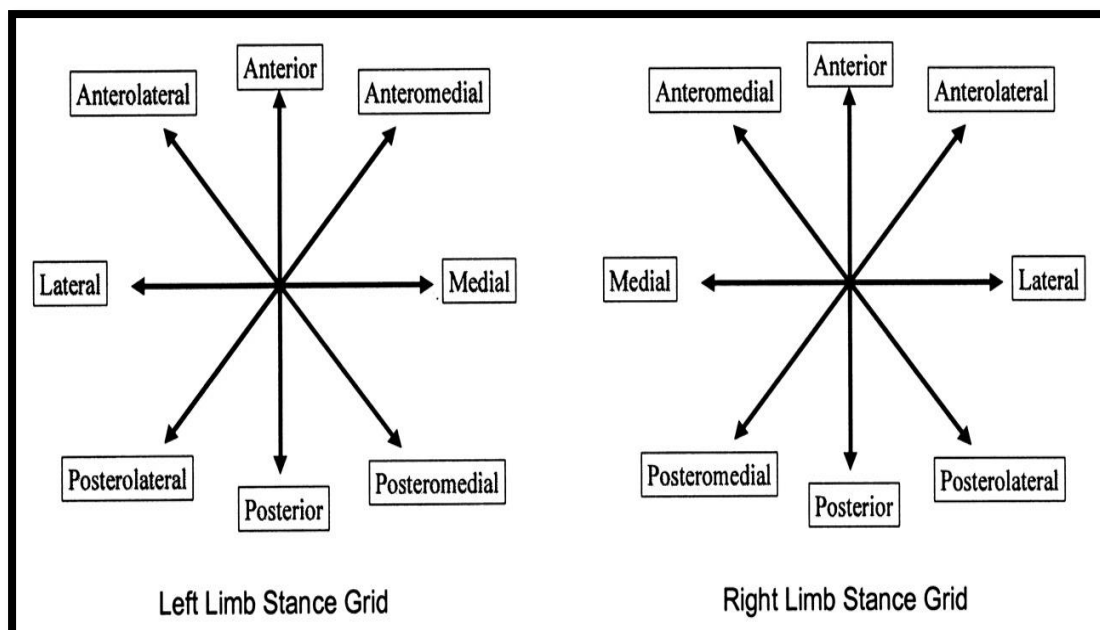 Anterior
Anterolateral
Anteromedial
Lateral
Medial
Posterolateral
Posteromedial
Posterior
Left Limb Stance Grid
Anterior
Anteromedial
Anterolateral
Medial
Lateral
Posteromedial
Posterolateral
Posterior
Right Limb Stance Grid